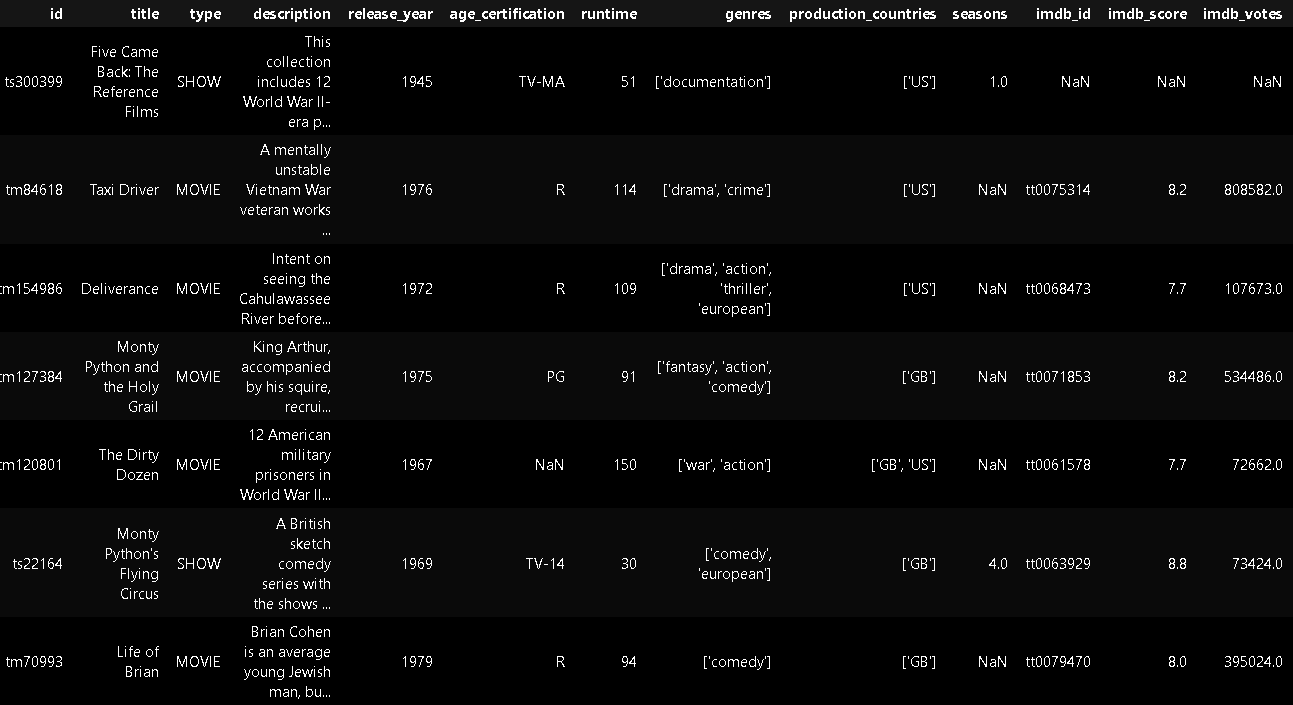 id title type description release_year age_certification runtime genres production_countries seasons imdb_id imdb_score imdb_votes
This
Five Came collection
Back: The includes 12
ts300399 Reference SHOW World War II- 1945 TV-MA 51 ['documentation'] ['US'] 1.0 NaN NaN NaN
Films era p...
A mentally
unstable
tm84618 Taxi Driver MOVIE Vietnam War 1976 R 114 ['drama', 'crime'] ['US'] NaN tt0075314 8.2 808582.0
veteran works
...
Intent on
seeing the ['drama', 'action',
tm154986 Deliverance MOVIE Cahulawassee 1972 R 109 'thriller', ['US'] NaN tt0068473 7.7 107673.0
River before... 'european']
Monty King Arthur,
Python and accompanied ['fantasy', 'action',
tm127384 the Holy MOVIE by his squire, 1975 PG 91 'comedy'] ['GB'] NaN tt0071853 8.2 534486.0
Grail recrui...
12 American
The Dirty military
tm120801 Dozen MOVIE prisoners in 1967 NaN 150 ['war', 'action'] ['GB', 'US'] NaN tt0061578 7.7 72662.0
World War II...
A British
Monty sketch
Python's comedy ['comedy',
ts22164 Flying SHOW series with 1969 TV-14 30 'european'] ['GB'] 4.0 tt0063929 8.8 73424.0
Circus the shows ...
Brian Cohen
Life of is an average
tm70993 Brian MOVIE young Jewish 1979 R 94 ['comedy'] ['GB'] NaN tt0079470 8.0 395024.0
man, bu...